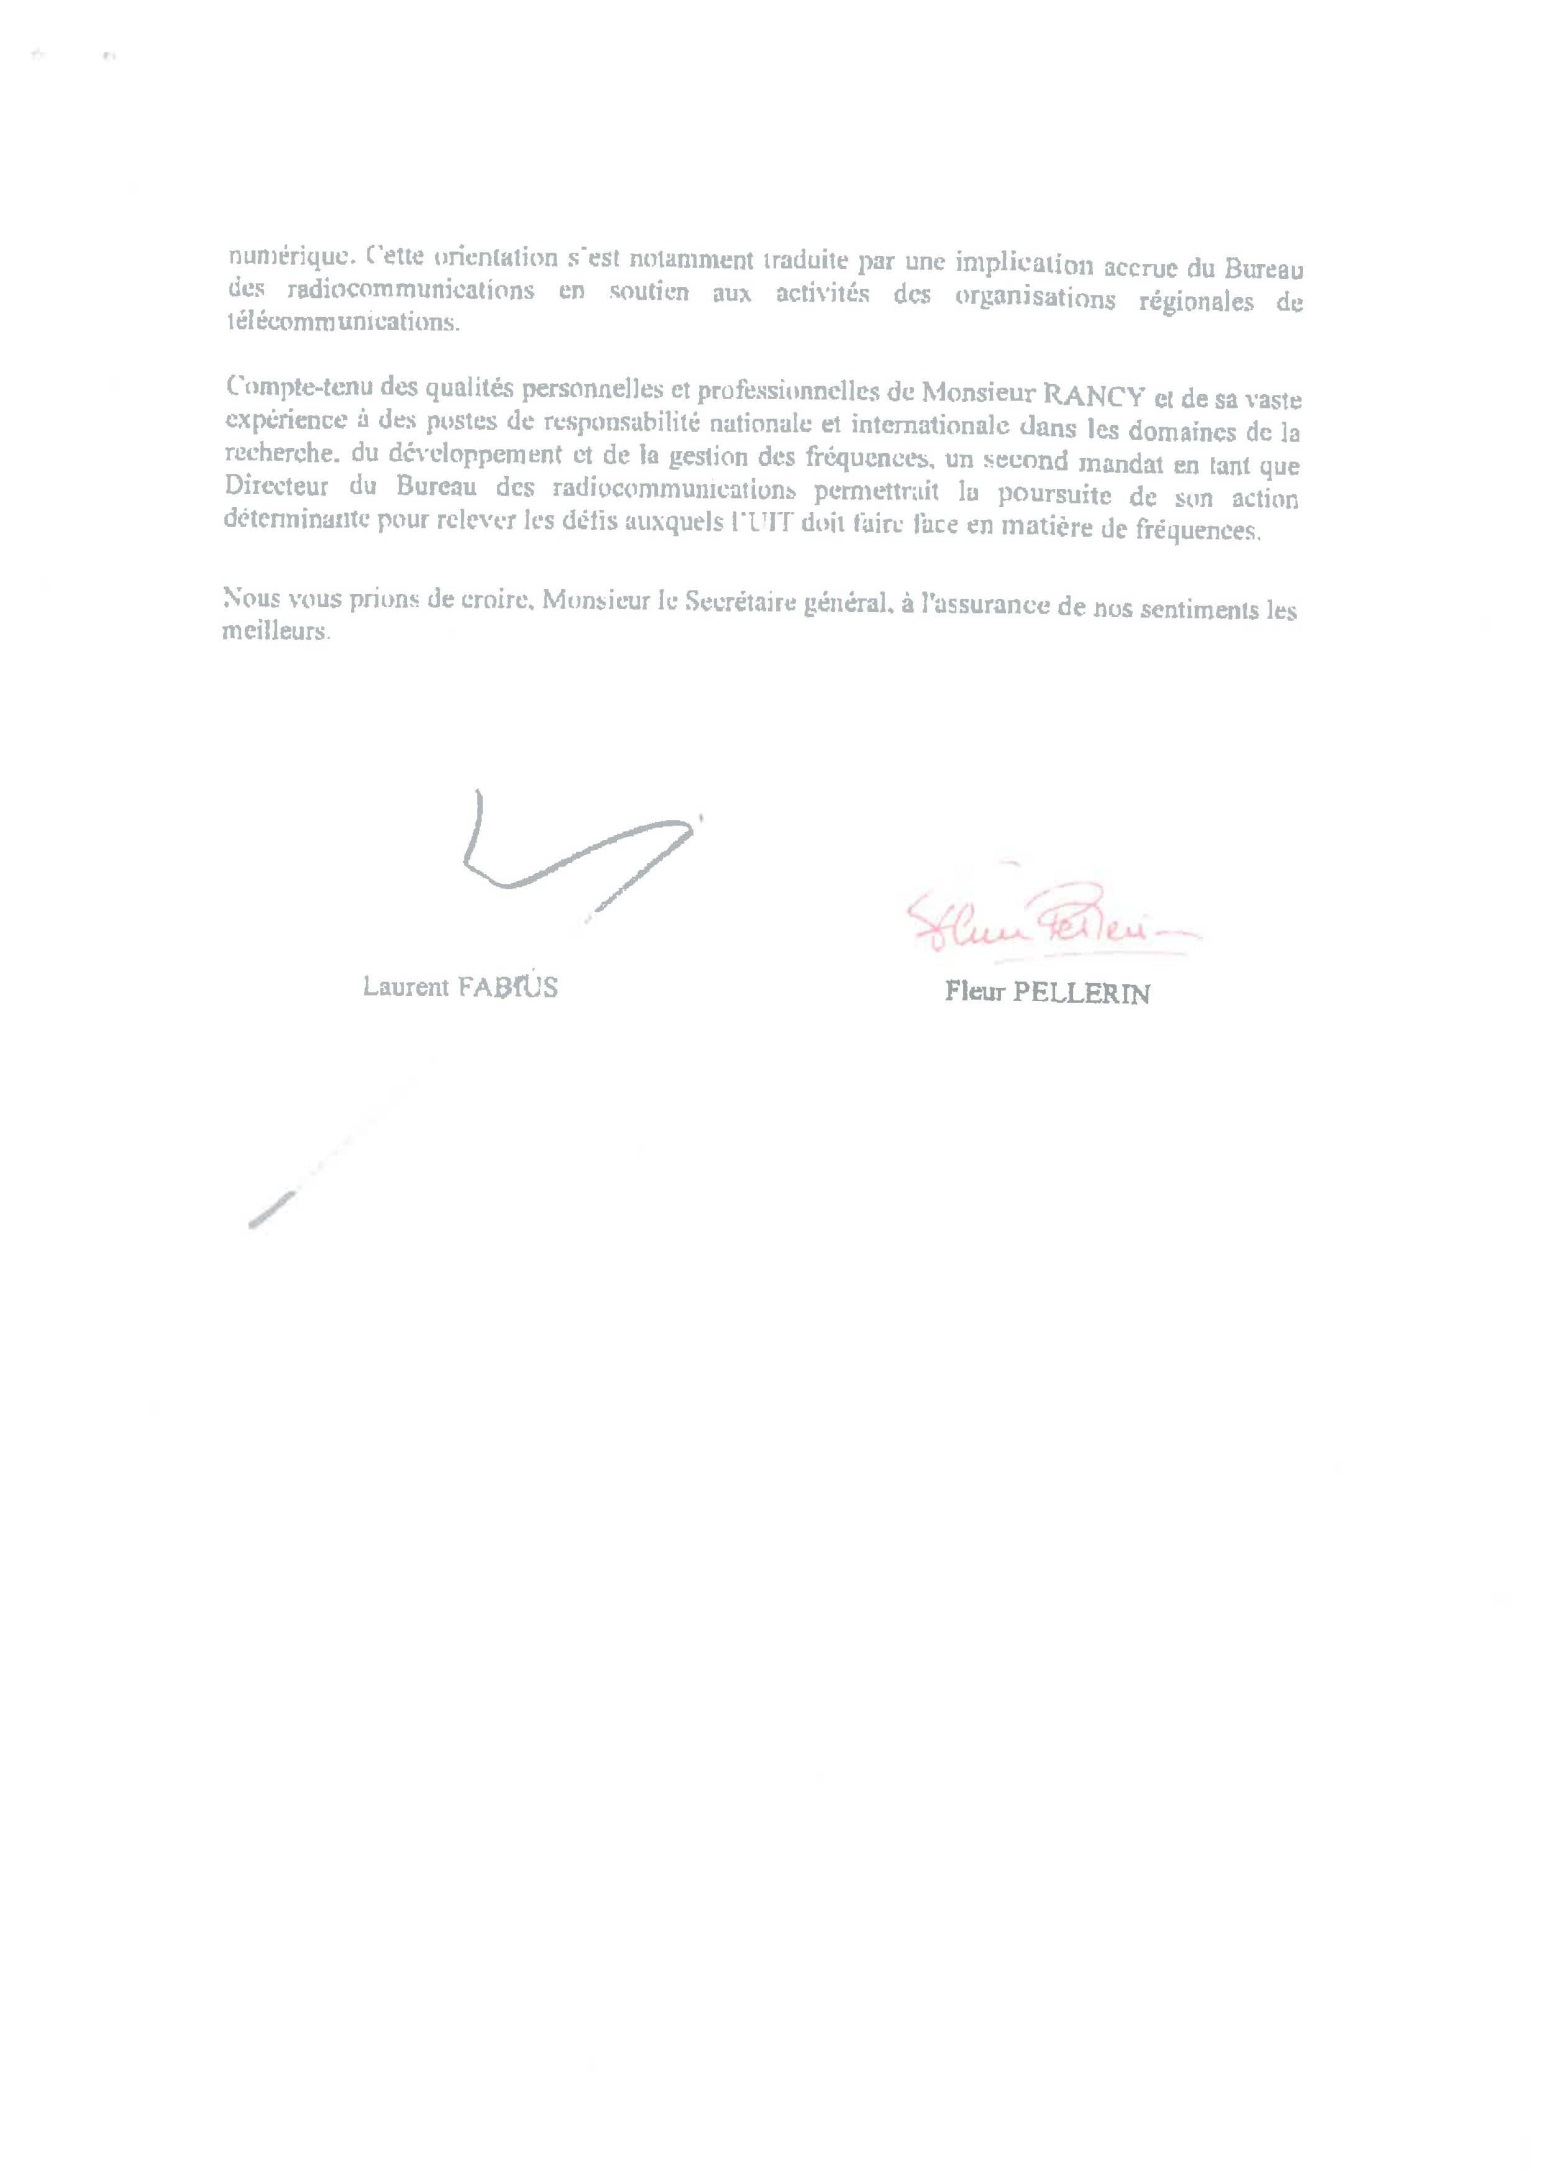 numérique. Cette orientation s'est notamment traduite par une implication accrue du Bureau
des radiocommunications en soutien aux activités des organisations régionales de
télécommunications.
Compte-tenu des qualités personnelles et professionnelles de Monsieur RANCY et de sa vaste
expérience à des postes de responsabilité nationale et internationale dans les domaines de la
recherche, du développement et de la gestion des fréquences, un second mandat en tant que
Directeur du Bureau des radiocommunications permettrait la poursuite de son action
déterminante pour relever les défis auxquels l'UIT doit faire face en matière de fréquences.
Nous vous prions de croire, Monsieur le Secrétaire général, à l'assurance de nos sentiments les
meilleurs.
Fleur Pellerin
Laurent FABIUS
Fleur PELLERIN